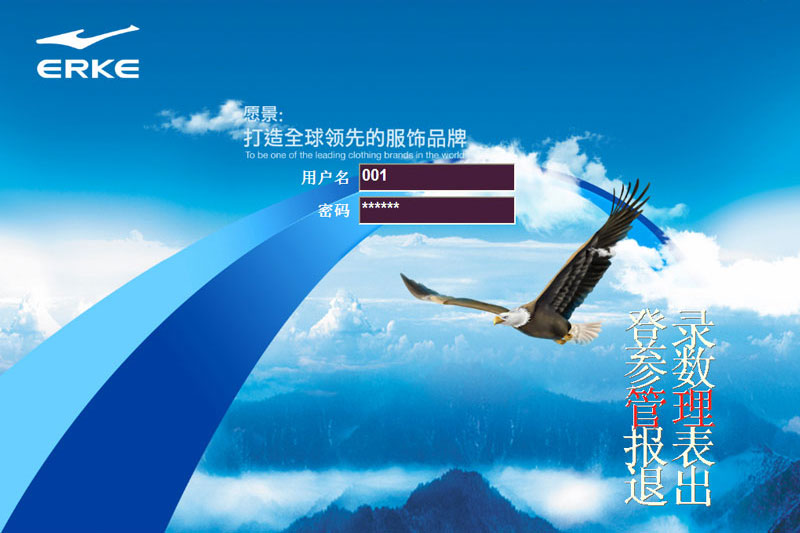 ERKE
愿景:
打造全球领先的服饰品牌
To be one of the leading clothing brands in the world
用户名 001
密码 ******
登录
参数
管理
报表
退出